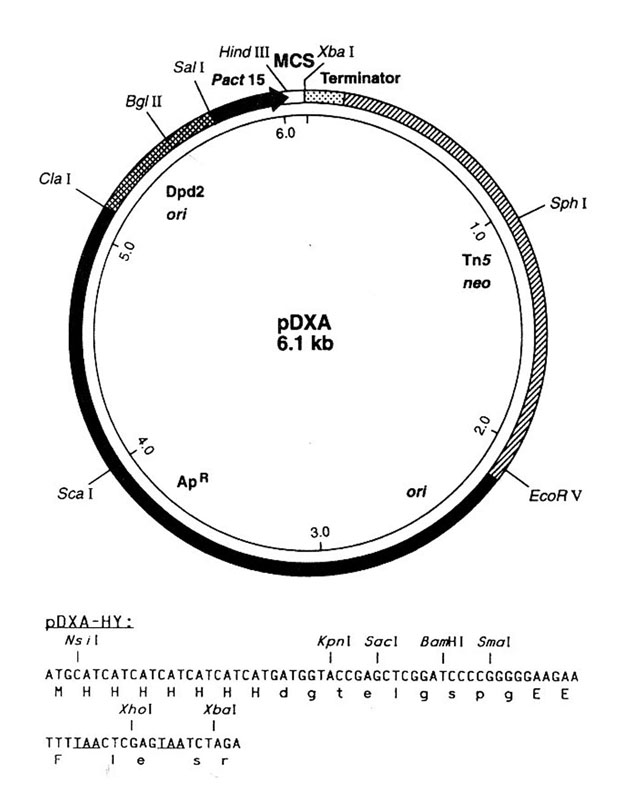 Hind III MCS Xba I
Sal I Pact 15 Terminator
Bgl II
6.0
Cla I
Dpd2
ori
Sph I
1.0
5.0
Tn5
neo
pDXA
6.1 kb
2.0
4.0
Sca I
Ap R
ori
EcoR V
3.0
pDXA-HY:
NsiI KpnI SacI BamHI SmaI
ATGCATCATCATCATCATCATCATGATGGTACCGAGCTCGGATCCCCGGGGGAAGAA
M H H H H H H H d g t e l g s p g E E
XhoI XbaI
TTTTAACTCGAGTAATCTAGA
F l e s r